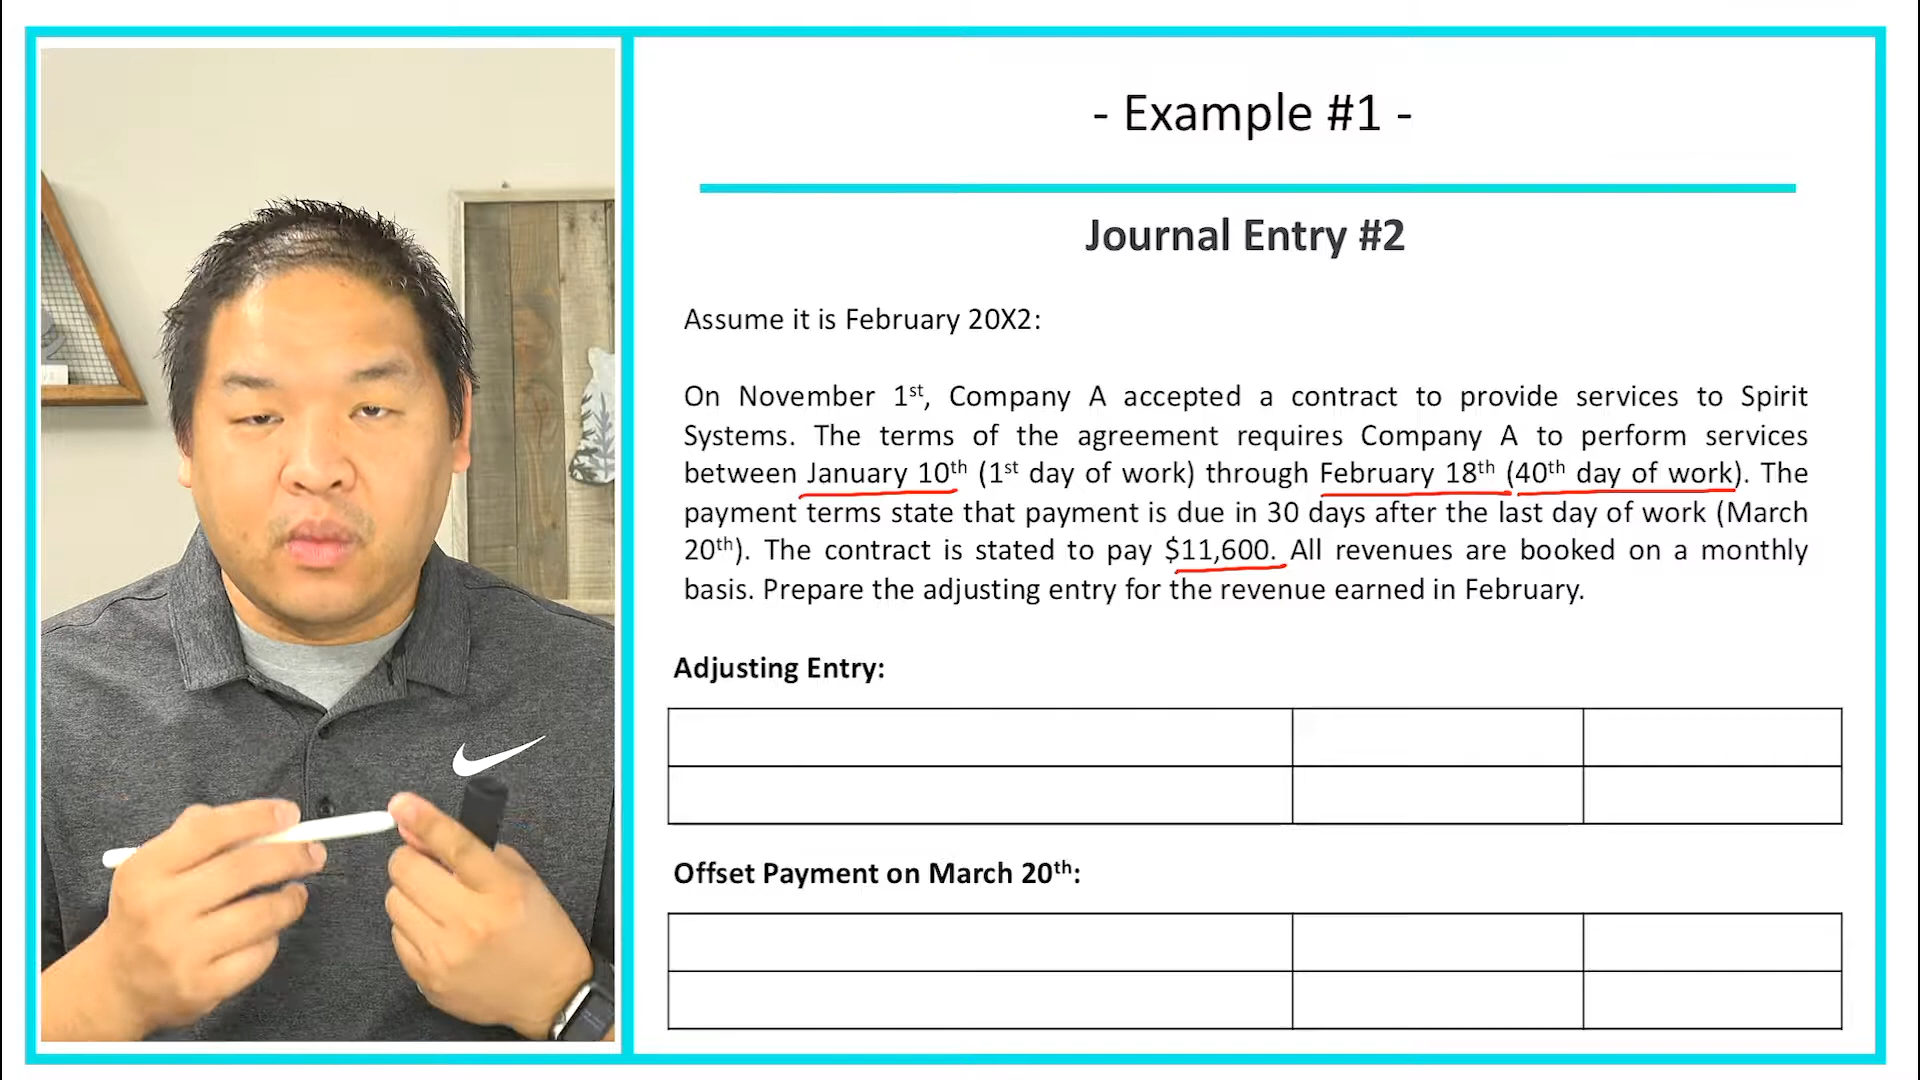 - Example #1 -
Journal Entry #2
Assume it is February 20X2:
On November 1st, Company A accepted a contract to provide services to Spirit
Systems. The terms of the agreement requires Company A to perform services
between January 10th (1st day of work) through February 18th (40th day of work). The
payment terms state that payment is due in 30 days after the last day of work (March
20th). The contract is stated to pay $11,600. All revenues are booked on a monthly
basis. Prepare the adjusting entry for the revenue earned in February.
Adjusting Entry:
Offset Payment on March 20th: